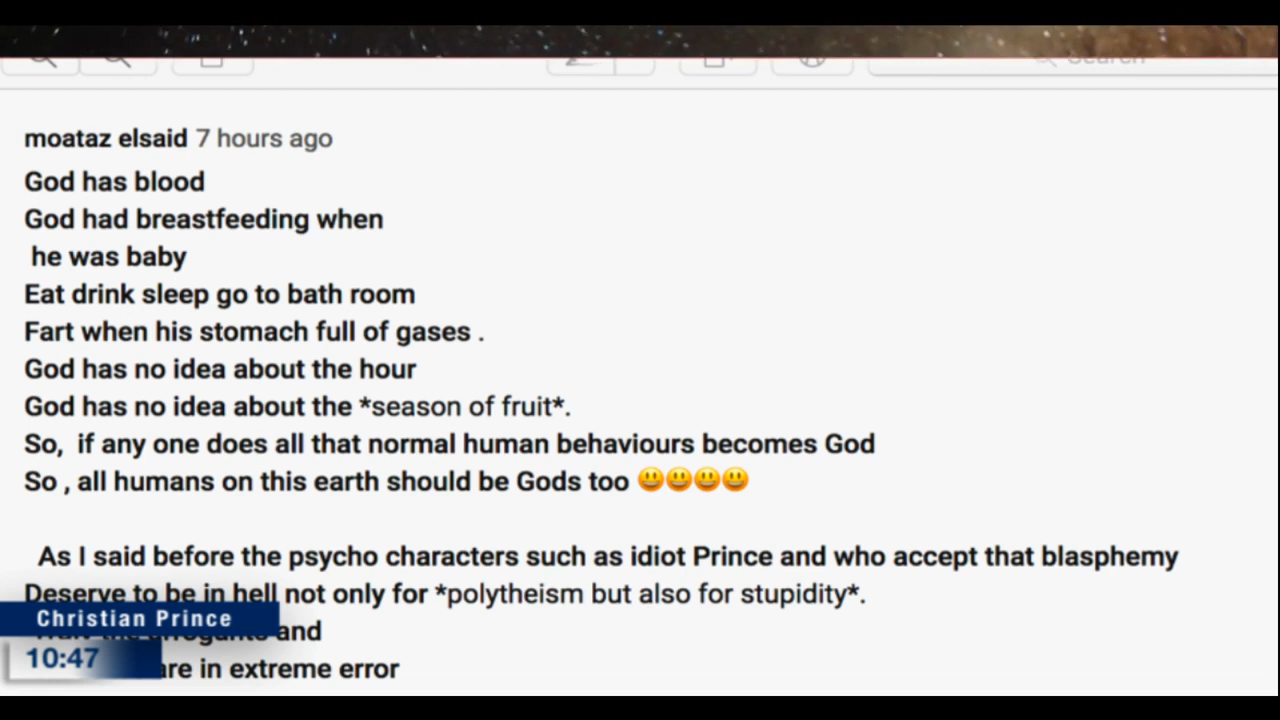 Search
moataz elsaid 7 hours ago
God has blood
God had breastfeeding when
he was baby
Eat drink sleep go to bath room
Fart when his stomach full of gases .
God has no idea about the hour
God has no idea about the *season of fruit*.
So, if any one does all that normal human behaviours becomes God
So , all humans on this earth should be Gods too 😃😃😃😃
As I said before the psycho characters such as idiot Prince and who accept that blasphemy
Deserve to be in hell not only for *polytheism but also for stupidity*.
Christian Prince
and
10:47
are in extreme error